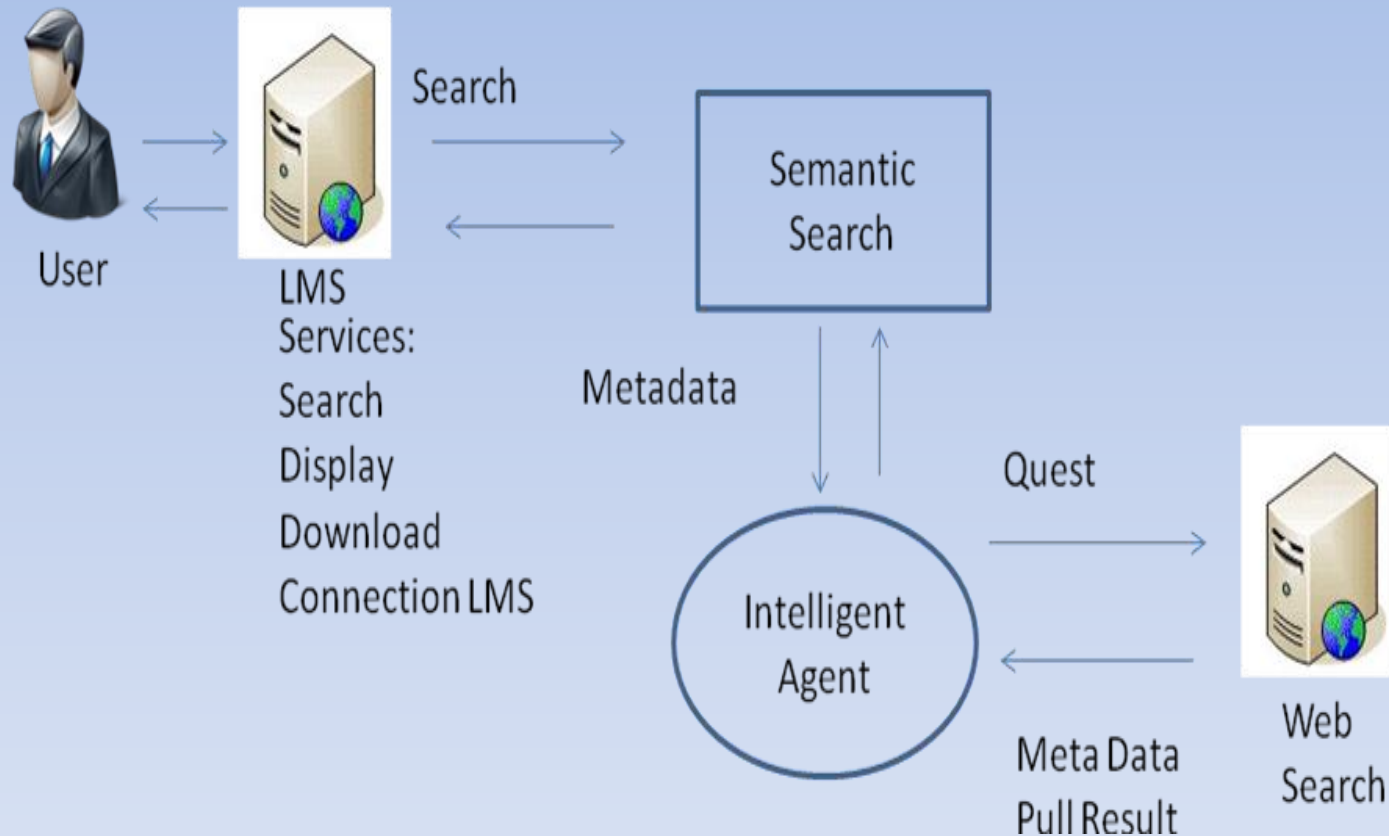 Search
Semantic
Search
User
LMS
Services:
Search
Display
Download
Connection LMS
Metadata
Quest
Intelligent
Agent
Meta Data
Pull Result
Web
Search